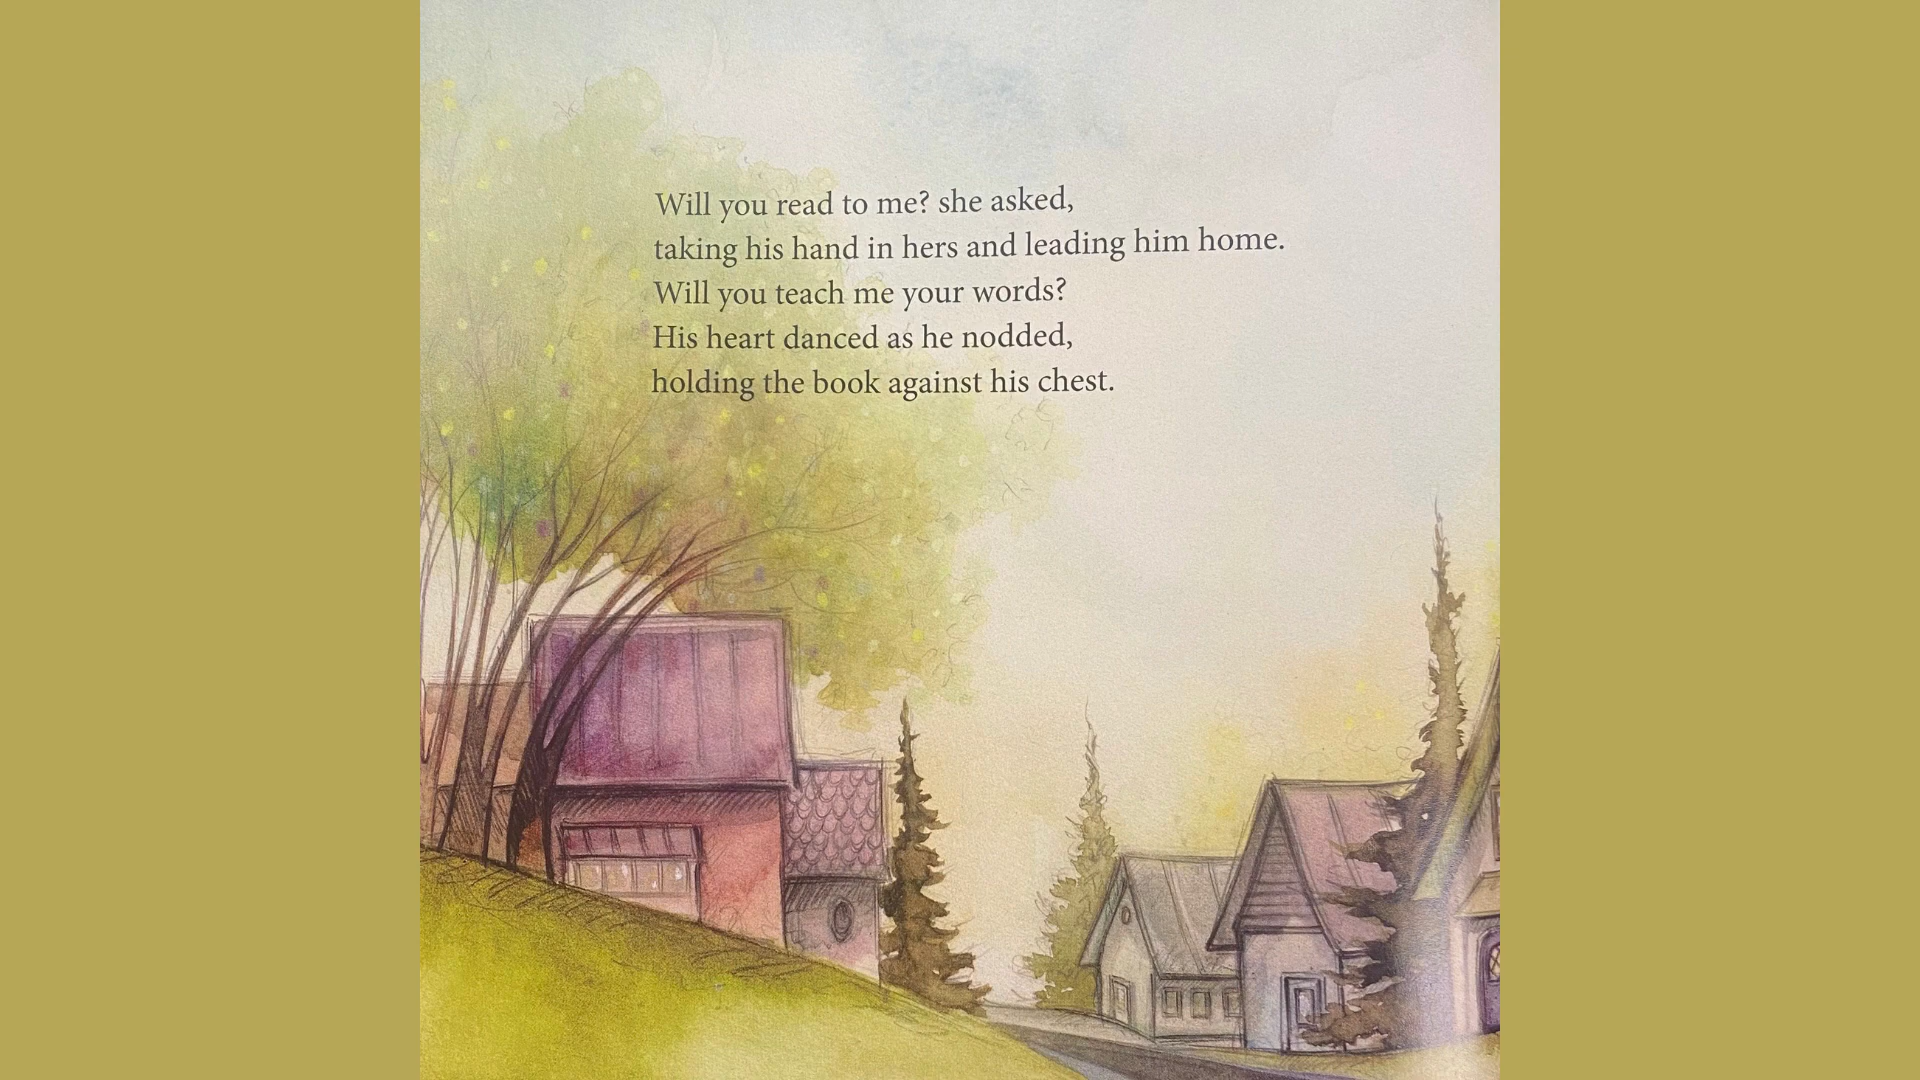 Will you read to me? she asked,
taking his hand in hers and leading him home.
Will you teach me your words?
His heart danced as he nodded,
holding the book against his chest.